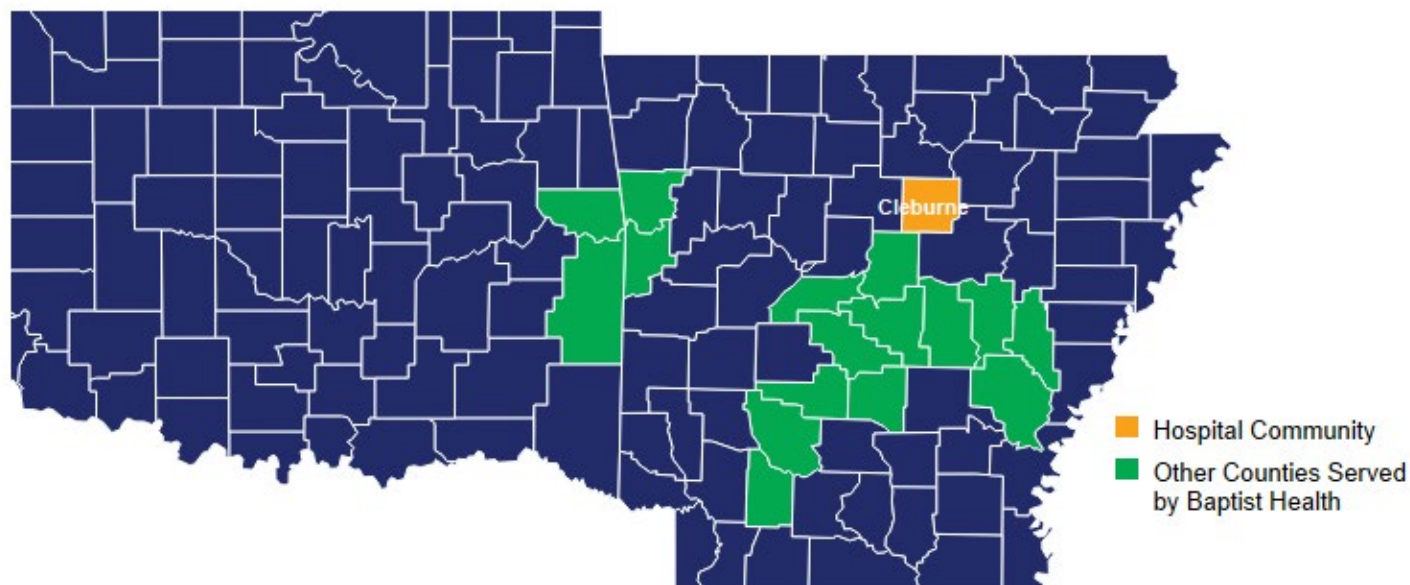 Cleburne
Hospital Community
Other Counties Served
by Baptist Health